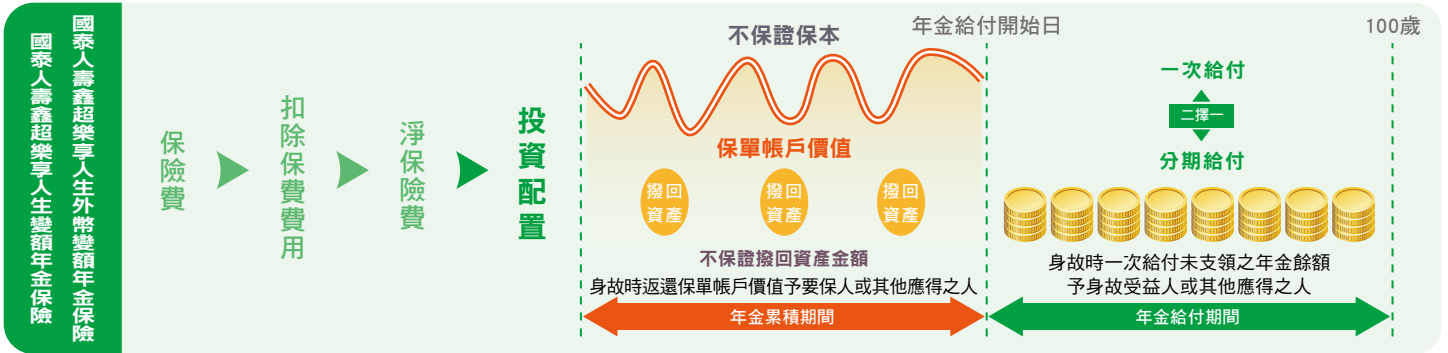 國泰人壽鑫超樂享人生外幣變額年金保險
國泰人壽鑫超樂享人生變額年金保險
保險費
扣除保費費用
淨保險費
投資配置
不保證保本
保單帳戶價值
撥回
資產
撥回
資產
撥回
資產
不保證撥回資產金額
身故時返還保單帳戶價值予要保人或其他應得之人
年金累積期間
年金給付開始日
100歲
一次給付
二擇一
分期給付
身故時一次給付未支領之年金餘額
予身故受益人或其他應得之人
年金給付期間